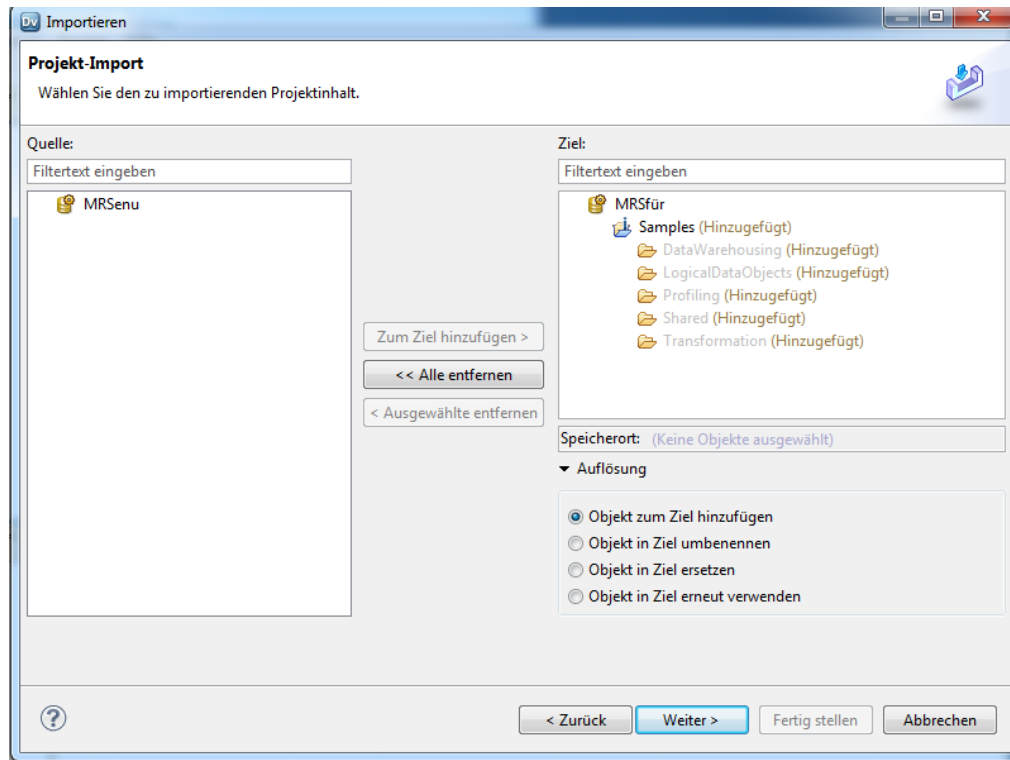 Dv Importieren
Projekt-Import
Wählen Sie den zu importierenden Projektinhalt.
Quelle:
Filtertext eingeben
MRSenu
Zum Ziel hinzufügen >
<< Alle entfernen
< Ausgewählte entfernen
Ziel:
Filtertext eingeben
MRSfür
Samples (Hinzugefügt)
DataWarehousing (Hinzugefügt)
LogicalDataObjects (Hinzugefügt)
Profiling (Hinzugefügt)
Shared (Hinzugefügt)
Transformation (Hinzugefügt)
Speicherort: (Keine Objekte ausgewählt)
Auflösung
Objekt zum Ziel hinzufügen
Objekt in Ziel umbenennen
Objekt in Ziel ersetzen
Objekt in Ziel erneut verwenden
?
< Zurück
Weiter >
Fertig stellen
Abbrechen